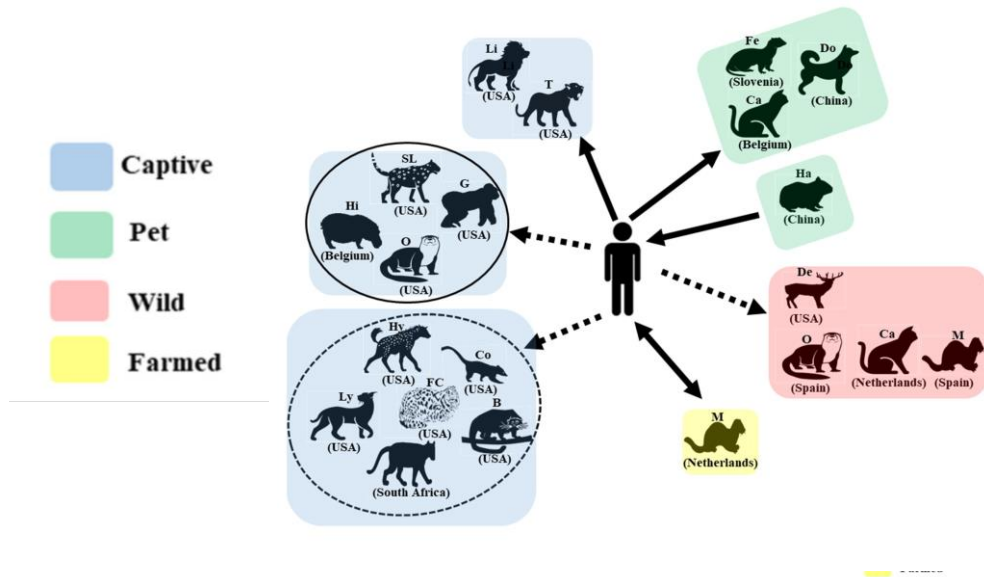 Captive
Pet
Wild
Farmed
Li
(USA)
T
(USA)
Fe
(Slovenia)
Do
(China)
Ca
(Belgium)
Ha
(China)
SL
(USA)
G
(USA)
Hi
(Belgium)
O
(USA)
De
(USA)
O
(Spain)
Ca
(Netherlands)
M
(Spain)
Hy
(USA)
Co
(USA)
Ly
(USA)
FC
(USA)
B
(USA)
(South Africa)
M
(Netherlands)